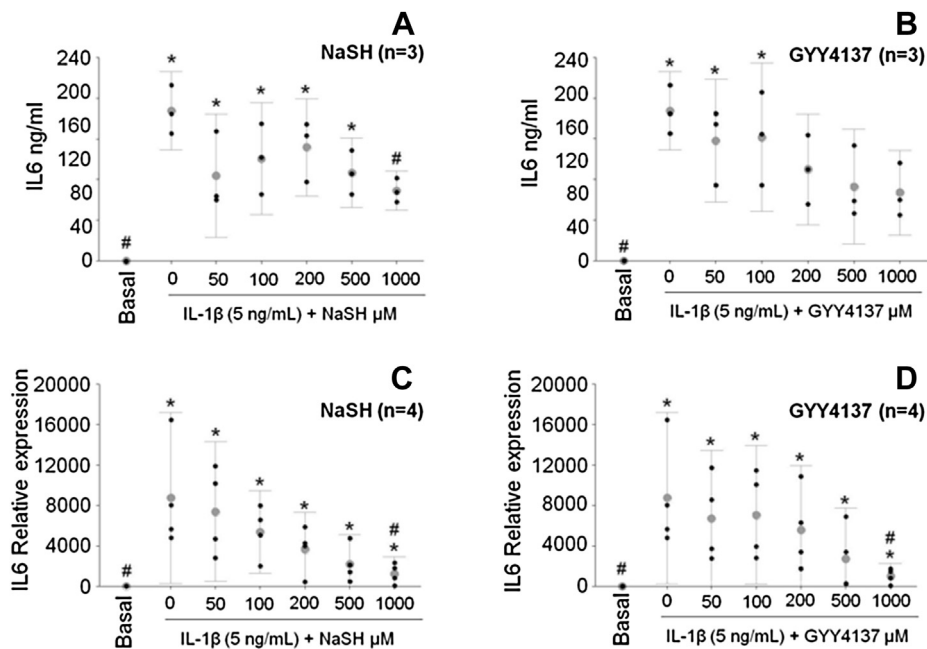 A
NaSH (n=3)
IL6 ng/ml
240
200
160
120
80
40
0
* * * * *
# #
Basal 0 50 100 200 500 1000
IL-1β (5 ng/mL) + NaSH µM
B
GYY4137 (n=3)
IL6 ng/ml
240
200
160
120
80
40
0
* * *
#
Basal 0 50 100 200 500 1000
IL-1β (5 ng/mL) + GYY4137 µM
C
NaSH (n=4)
IL6 Relative expression
20000
16000
12000
8000
4000
0
* * * * * *
# #
Basal 0 50 100 200 500 1000
IL-1β (5 ng/mL) + NaSH µM
D
GYY4137 (n=4)
IL6 Relative expression
20000
16000
12000
8000
4000
0
* * * * * *
# #
Basal 0 50 100 200 500 1000
IL-1β (5 ng/mL) + GYY4137 µM